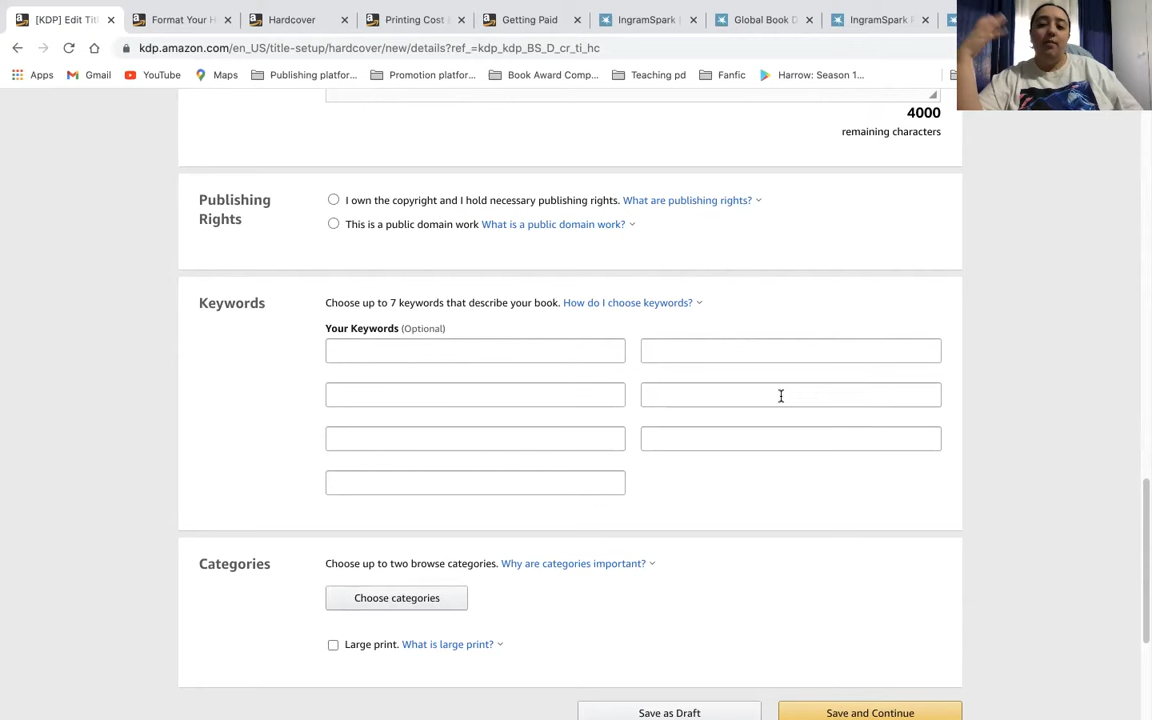 [KDP] Edit Titl
Format Your H
Hardcover
Printing Cost
Getting Paid
IngramSpark
Global Book D
IngramSpark
kdp.amazon.com/en_US/title-setup/hardcover/new/details?ref_=kdp_kdp_BS_D_cr_ti_hc
Apps Gmail YouTube Maps Publishing platfor... Promotion platfor... Book Award Comp... Teaching pd Fanfic Harrow: Season 1...
4000
remaining characters
Publishing
Rights
I own the copyright and I hold necessary publishing rights. What are publishing rights?
This is a public domain work What is a public domain work?
Keywords
Choose up to 7 keywords that describe your book. How do I choose keywords?
Your Keywords (Optional)
Categories
Choose up to two browse categories. Why are categories important?
Choose categories
Large print. What is large print?
Save as Draft
Save and Continue